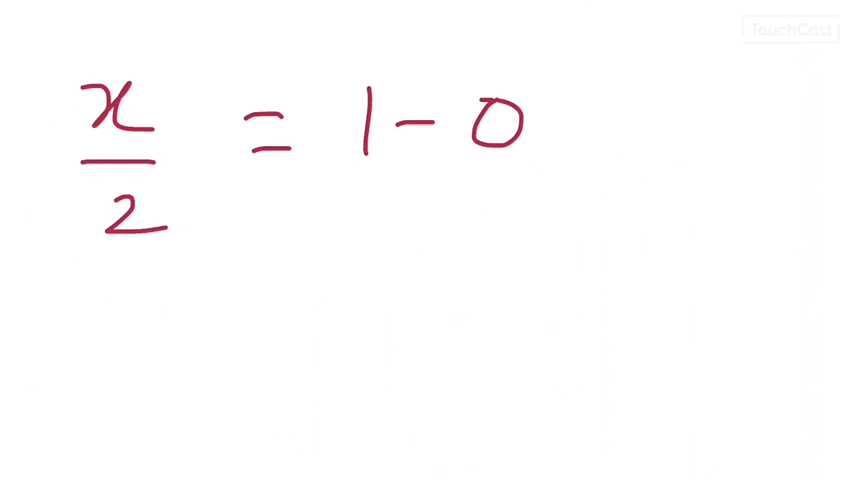 TouchCast
x/2 = 1 - 0